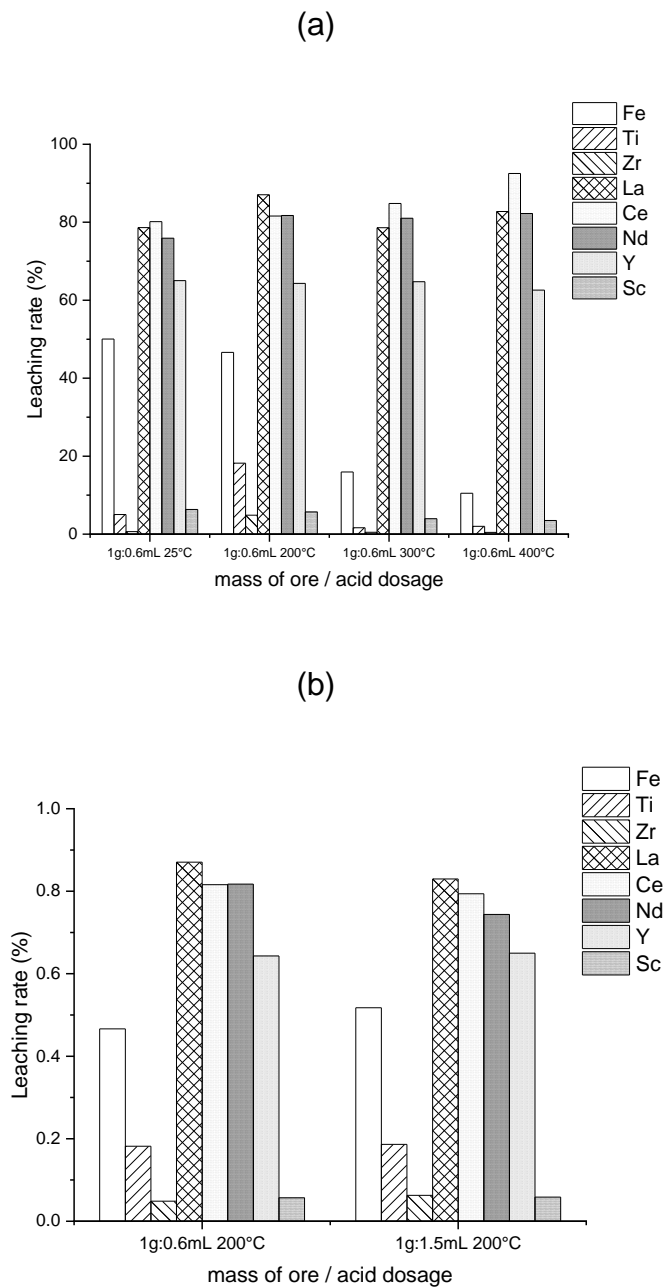 (a)
Fe
Ti
Zr
La
Ce
Nd
Y
Sc
100
80
60
40
20
0
Leaching rate (%)
1g:0.6mL 25°C 1g:0.6mL 200°C 1g:0.6mL 300°C 1g:0.6mL 400°C
mass of ore / acid dosage
(b)
Fe
Ti
Zr
La
Ce
Nd
Y
Sc
1.0
0.8
0.6
0.4
0.2
0.0
Leaching rate (%)
1g:0.6mL 200°C 1g:1.5mL 200°C
mass of ore / acid dosage